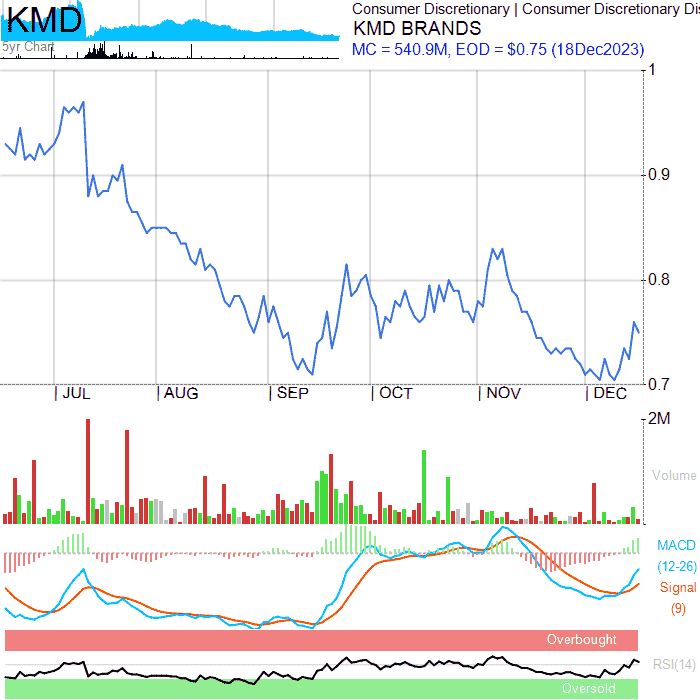 KMD
5yr Chart
Consumer Discretionary | Consumer Discretionary Dis
KMD BRANDS
MC = 540.9M, EOD = $0.75 (18Dec2023)
1
0.9
0.8
0.7
JUL AUG SEP OCT NOV DEC
2M
Volume
MACD
(12-26)
Signal
(9)
Overbought
RSI(14)
Oversold